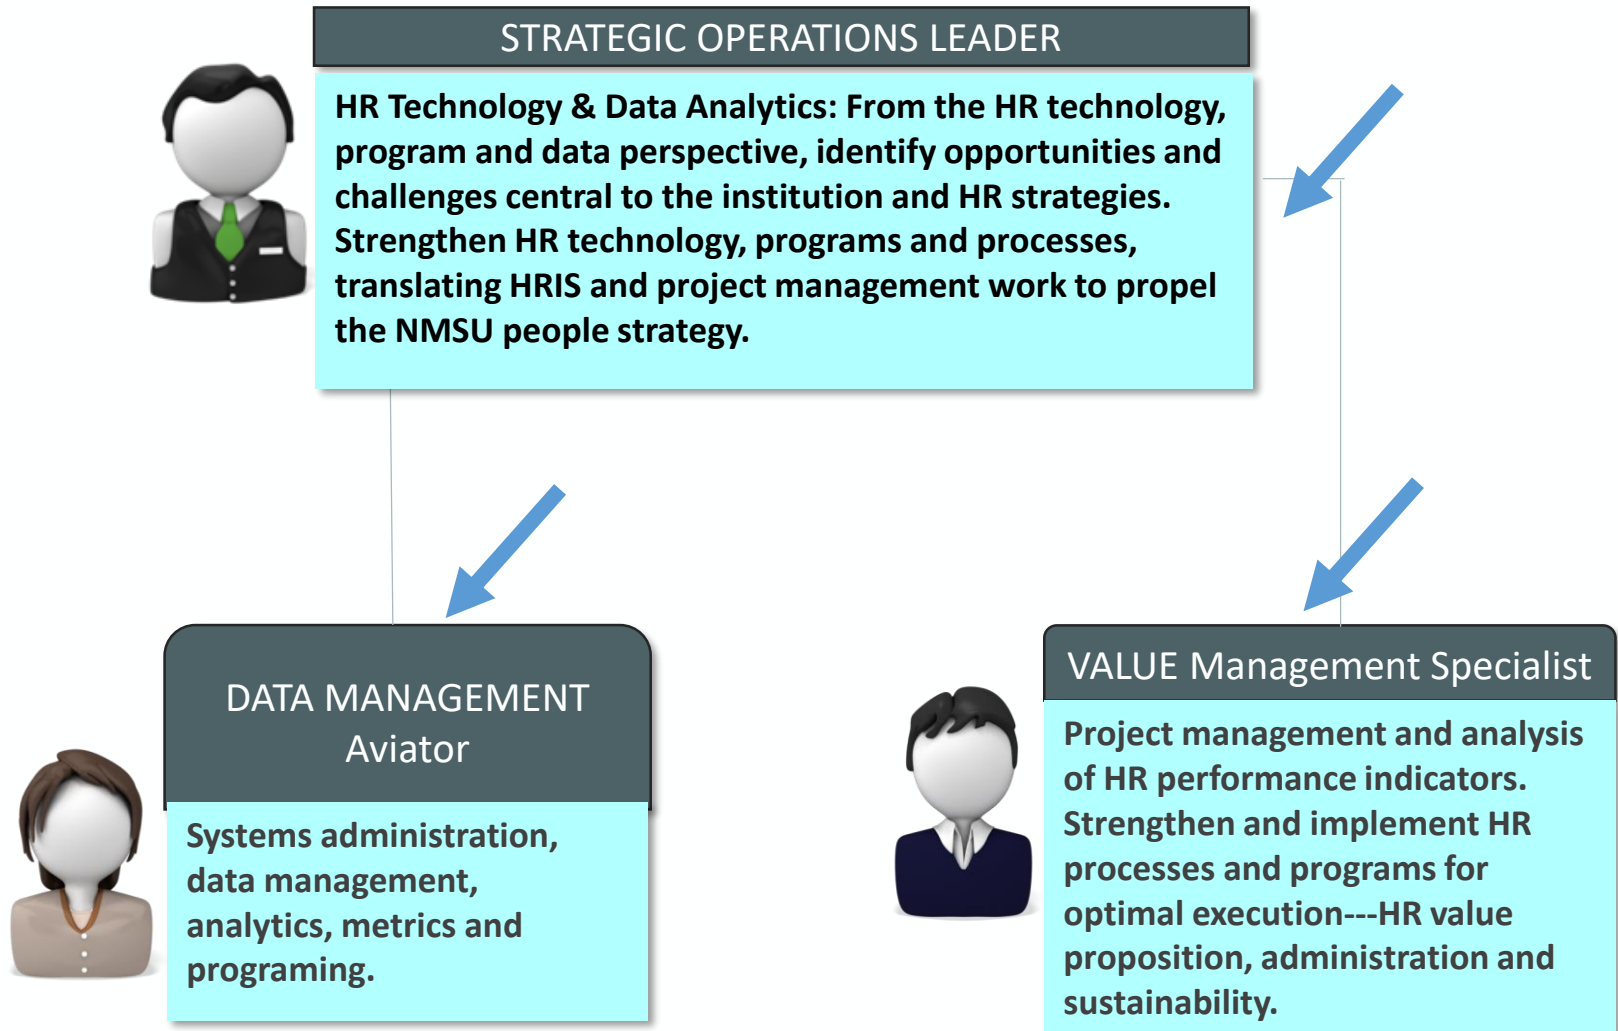 STRATEGIC OPERATIONS LEADER
HR Technology & Data Analytics: From the HR technology,
program and data perspective, identify opportunities and
challenges central to the institution and HR strategies.
Strengthen HR technology, programs and processes,
translating HRIS and project management work to propel
the NMSU people strategy.
DATA MANAGEMENT
Aviator
Systems administration,
data management,
analytics, metrics and
programing.
VALUE Management Specialist
Project management and analysis
of HR performance indicators.
Strengthen and implement HR
processes and programs for
optimal execution---HR value
proposition, administration and
sustainability.